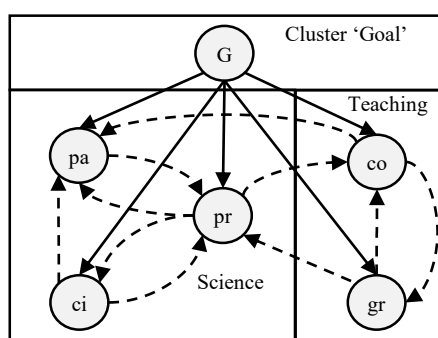 G
Cluster ‘Goal’
Teaching
pa
co
pr
Science
ci
gr